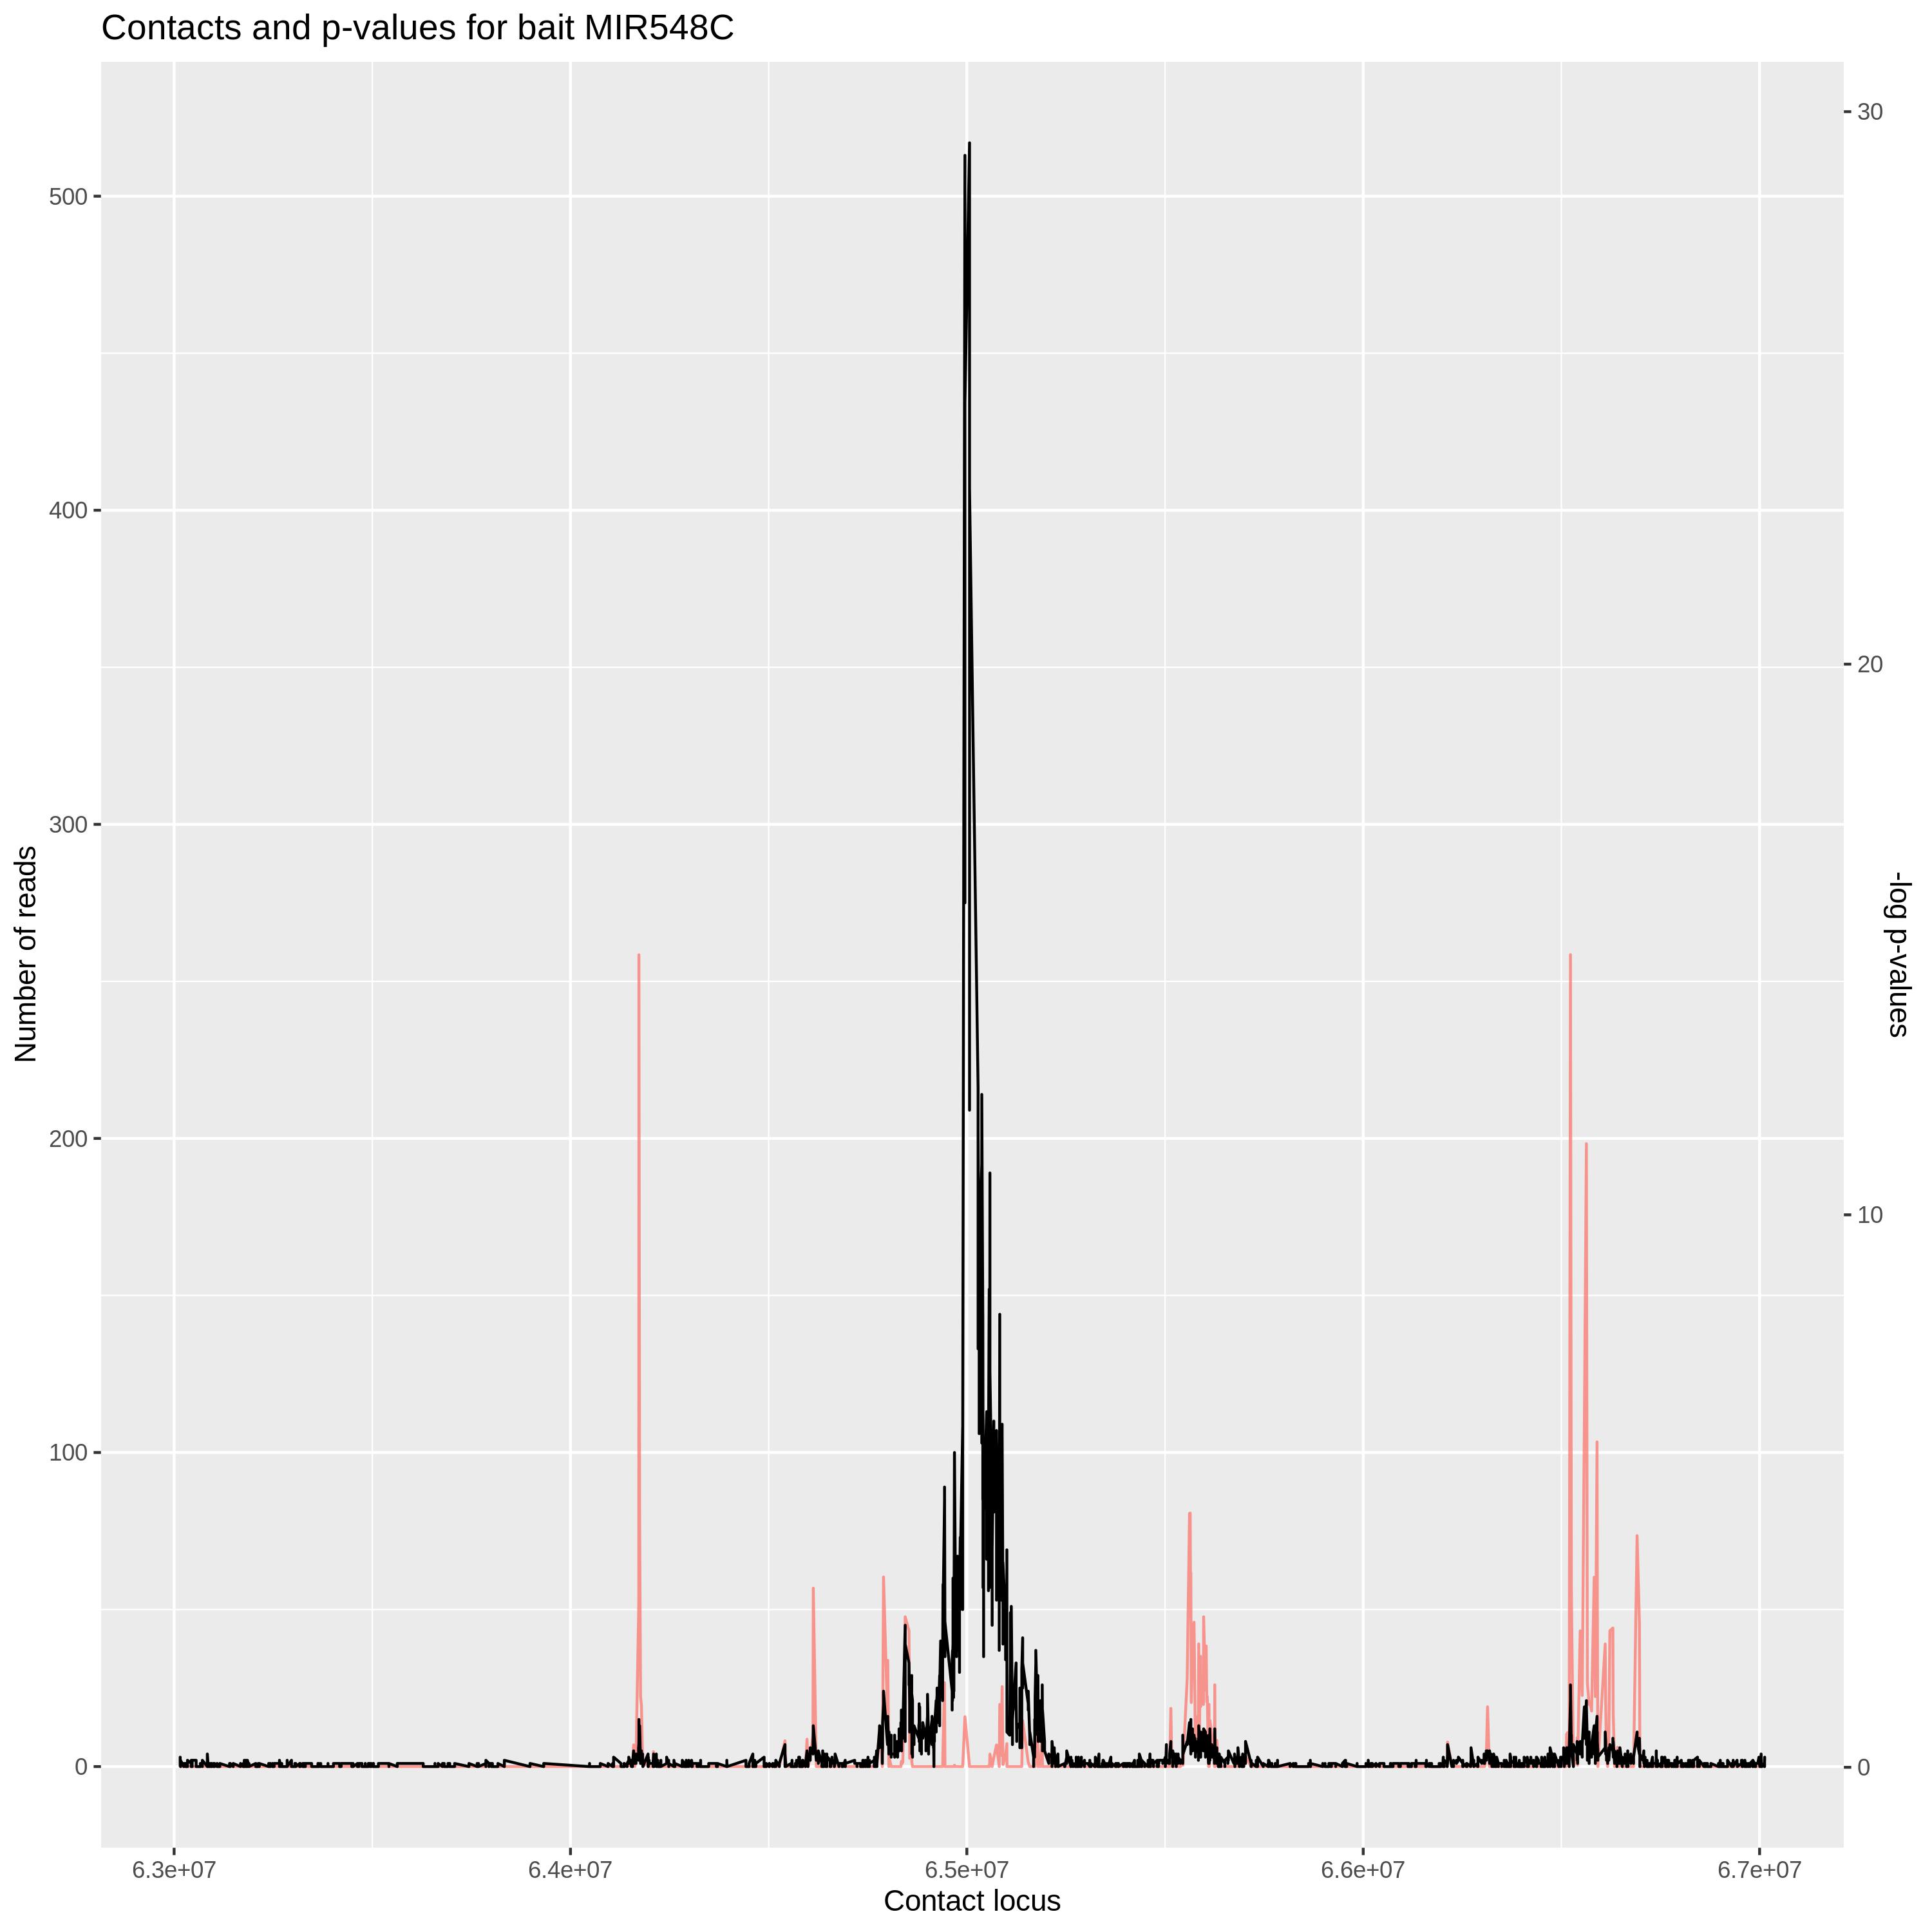 Contacts and p-values for bait MIR548C
30
500
400
20
300
Number of reads
-log p-values
200
10
100
0
0
6.3e+07
6.4e+07
6.5e+07
6.6e+07
6.7e+07
Contact locus